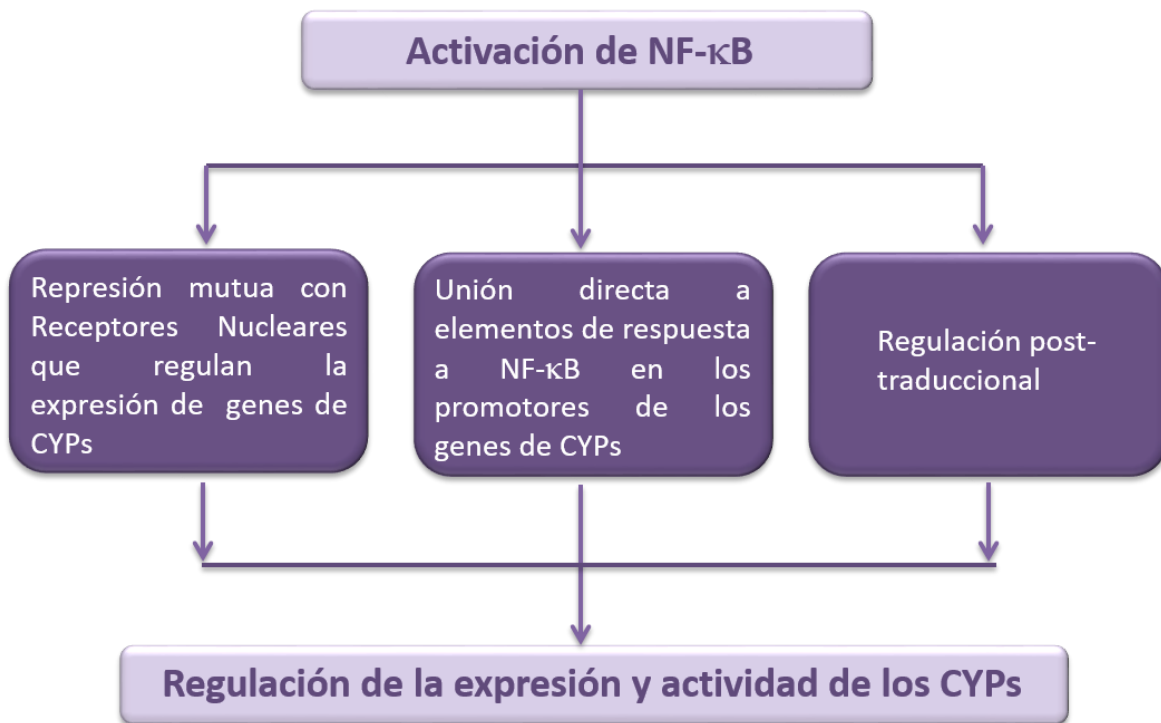 Activación de NF-κB
Represión mutua con
Receptores Nucleares
que regulan la
expresión de genes de
CYPs
Unión directa a
elementos de respuesta
a NF-κB en los
promotores de los
genes de CYPs
Regulación post-
traduccional
Regulación de la expresión y actividad de los CYPs